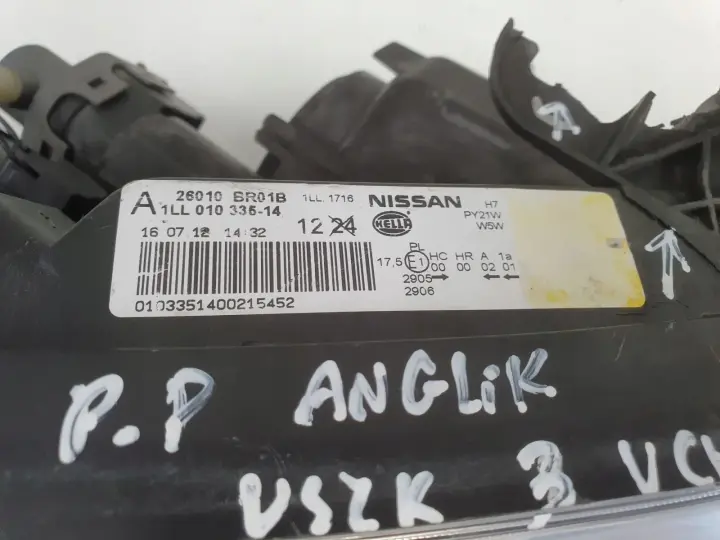 A 26010 BR01B 1LL. 1716 NISSAN H7
1LL 010 335-14 PY21W
16 07.12 14:32 12 24 HELLA W5W
PL
17,5 E1 HC HR A 1a
00 00 02 01
2905
2906
0103351400215452
P.P ANGLiK
USZK 3